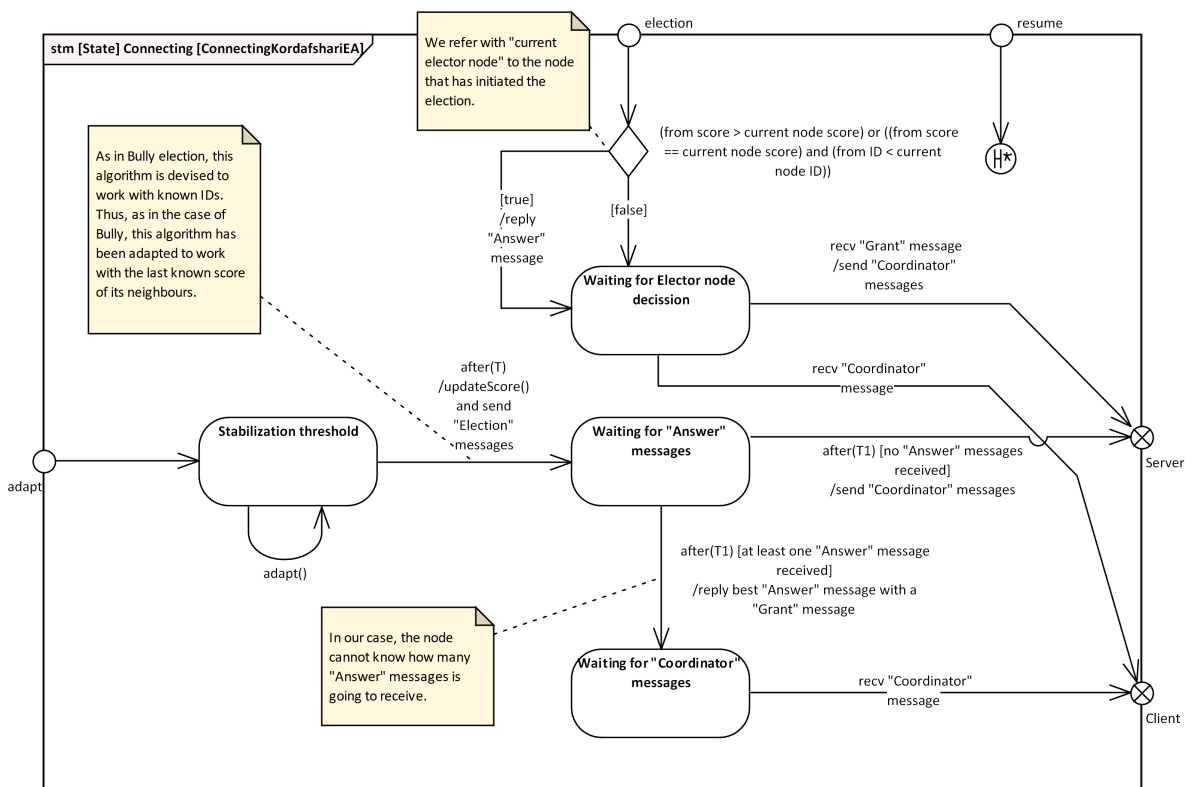 election
resume
stm [State] Connecting [ConnectingKordafshariEA]
We refer with "current
elector node" to the node
that has initiated the
election.
As in Bully election, this
algorithm is devised to
work with known IDs.
Thus, as in the case of
Bully, this algorithm has
been adapted to work
with the last known score
of its neighbours.
(from score > current node score) or ((from score
== current node score) and (from ID < current
node ID))
H*
[true]
/reply
"Answer"
message
[false]
Waiting for Elector node
decission
recv "Grant" message
/send "Coordinator"
messages
recv "Coordinator"
message
after(T)
/updateScore()
and send
"Election"
messages
Stabilization threshold
adapt
adapt()
Waiting for "Answer"
messages
after(T1) [no "Answer" messages
received]
/send "Coordinator" messages
Server
after(T1) [at least one "Answer" message
received]
/reply best "Answer" message with a
"Grant" message
In our case, the node
cannot know how many
"Answer" messages is
going to receive.
Waiting for "Coordinator"
messages
recv "Coordinator"
message
Client